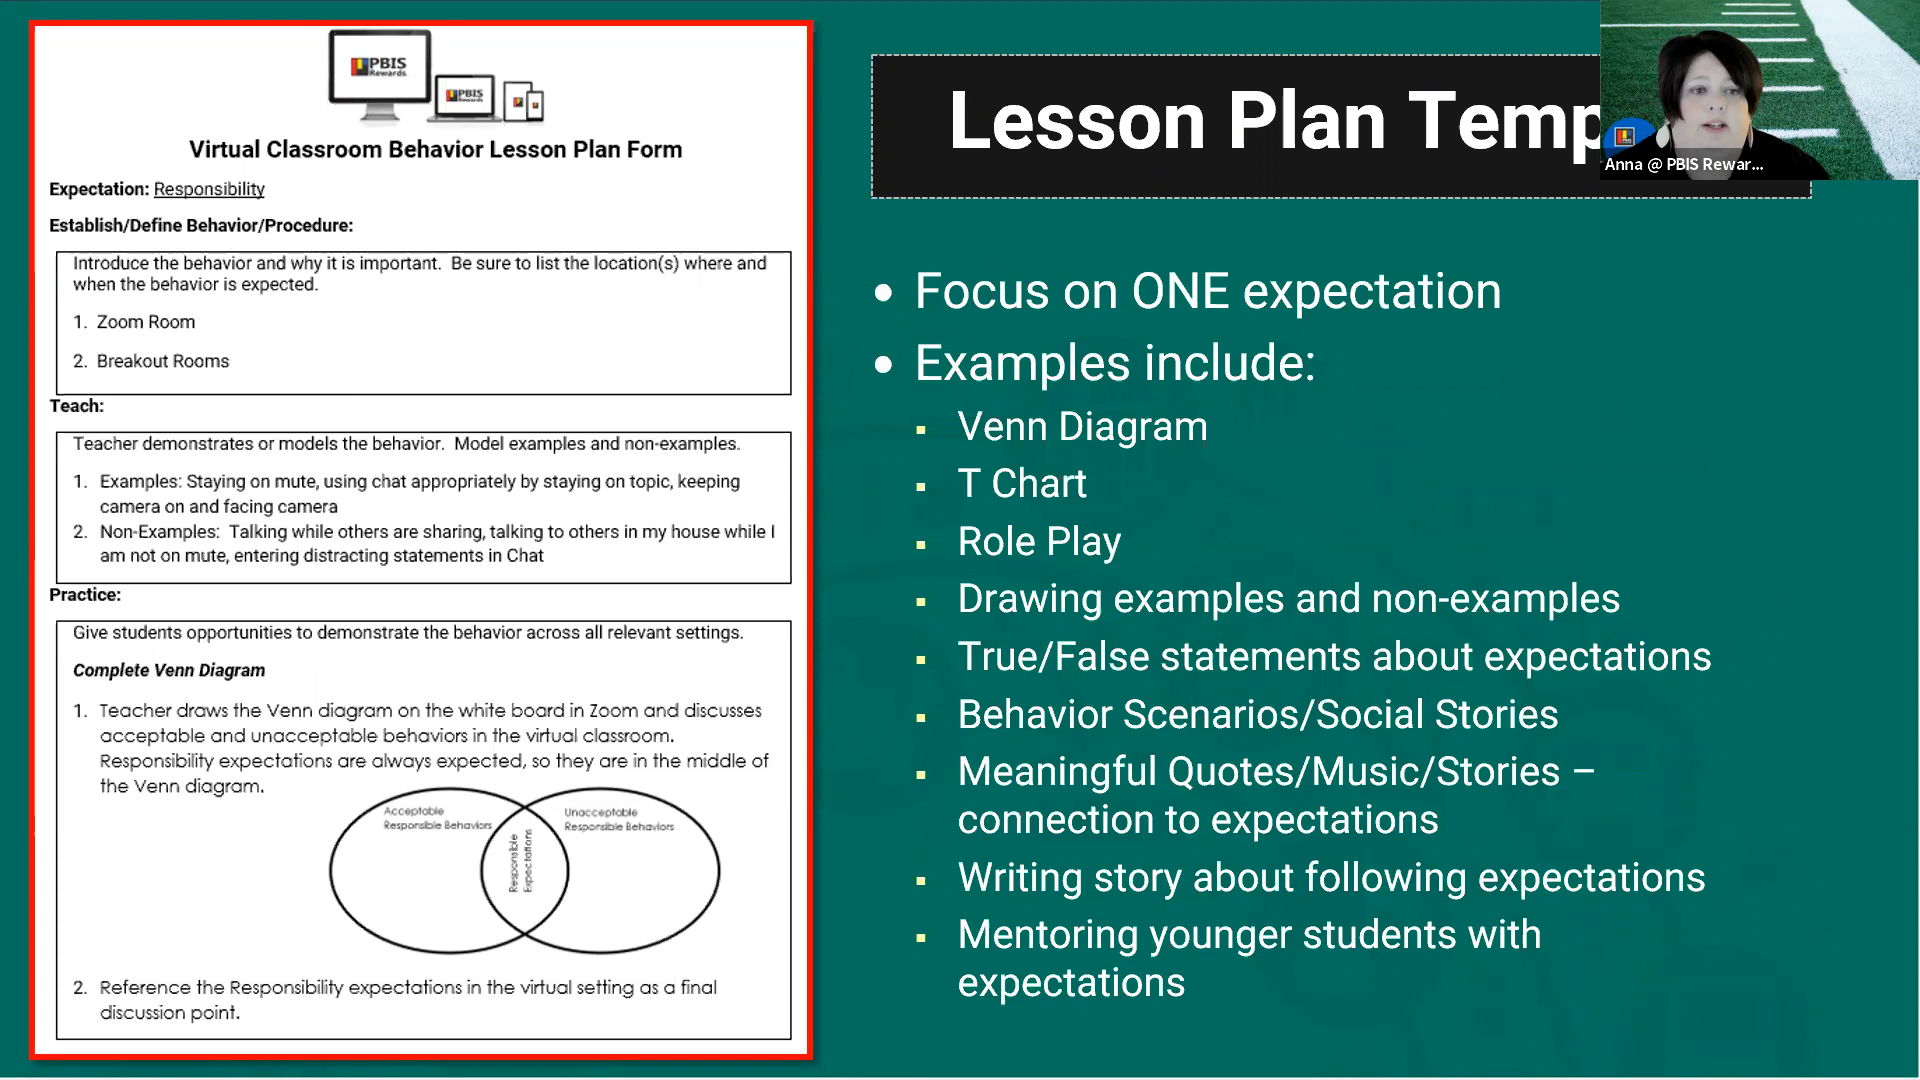 PBIS
Rewards
PBIS
Rewards
Virtual Classroom Behavior Lesson Plan Form
Expectation: Responsibility
Establish/Define Behavior/Procedure:
Introduce the behavior and why it is important. Be sure to list the location(s) where and
when the behavior is expected.
1. Zoom Room
2. Breakout Rooms
Teach:
Teacher demonstrates or models the behavior. Model examples and non-examples.
1. Examples: Staying on mute, using chat appropriately by staying on topic, keeping
camera on and facing camera
2. Non-Examples: Talking while others are sharing, talking to others in my house while I
am not on mute, entering distracting statements in Chat
Practice:
Give students opportunities to demonstrate the behavior across all relevant settings.
Complete Venn Diagram
1. Teacher draws the Venn diagram on the white board in Zoom and discusses
acceptable and unacceptable behaviors in the virtual classroom.
Responsibility expectations are always expected, so they are in the middle of
the Venn diagram.
Acceptable
Responsible Behaviors
Responsible
Expectations
Unacceptable
Responsible Behaviors
2. Reference the Responsibility expectations in the virtual setting as a final
discussion point.
Lesson Plan Temp
Anna @ PBIS Rewar...
• Focus on ONE expectation
• Examples include:
▪ Venn Diagram
▪ T Chart
▪ Role Play
▪ Drawing examples and non-examples
▪ True/False statements about expectations
▪ Behavior Scenarios/Social Stories
▪ Meaningful Quotes/Music/Stories –
connection to expectations
▪ Writing story about following expectations
▪ Mentoring younger students with
expectations